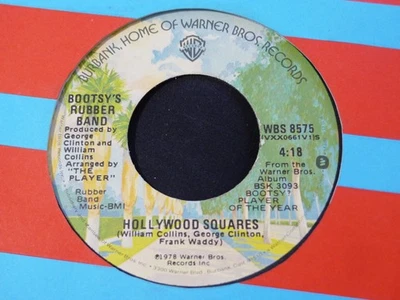 BURBANK, HOME OF WARNER BROS. RECORDS
WB
BOOTSY'S
RUBBER
BAND
Produced by
George
Clinton and
William
Collins
Arranged by
"THE
PLAYER"
Rubber
Band
Music-BMI
WBS 8575
(VXX0661V1)S
4:18
From the
Warner Bros.
Album
BSK 3093
BOOTSY?
PLAYER
OF THE YEAR
W
HOLLYWOOD SQUARES
(William Collins, George Clinton,
Frank Waddy)
℗1978 Warner Bros.
Records Inc.